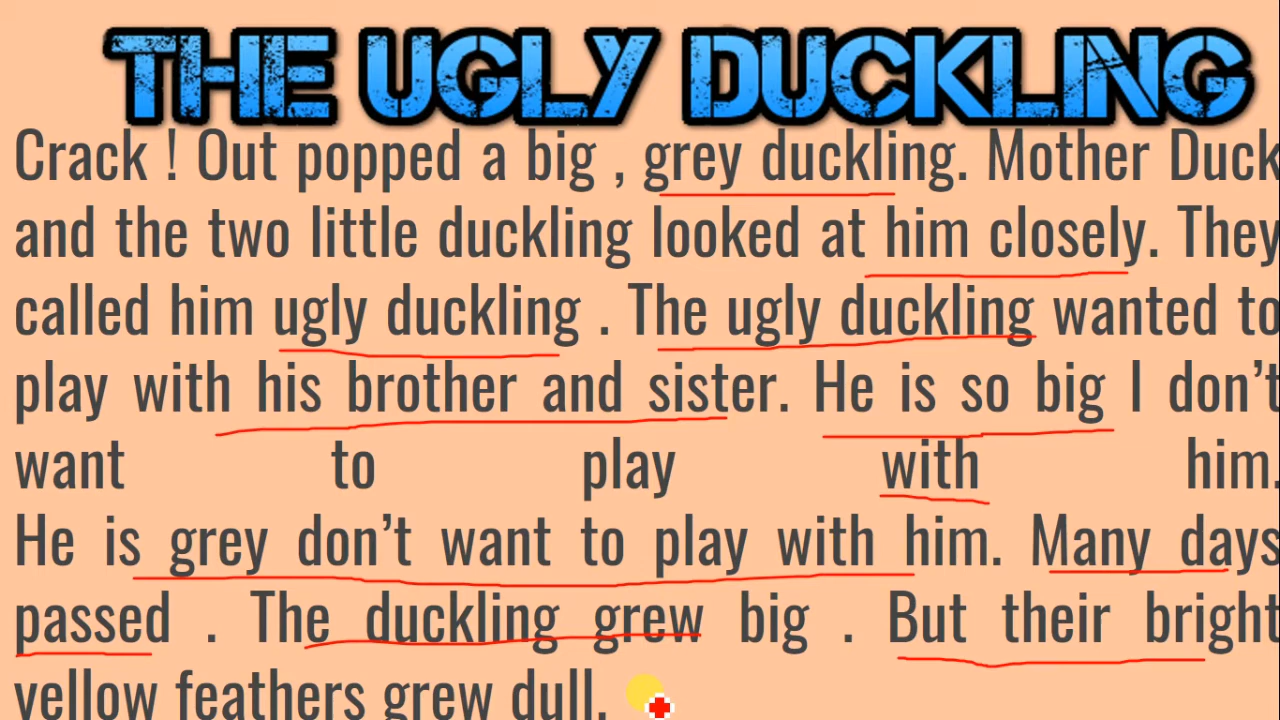 THE UGLY DUCKLING
Crack ! Out popped a big , grey duckling. Mother Duck
and the two little duckling looked at him closely. They
called him ugly duckling . The ugly duckling wanted to
play with his brother and sister. He is so big I don’t
want to play with him.
He is grey don’t want to play with him. Many days
passed . The duckling grew big . But their bright
yellow feathers grew dull.